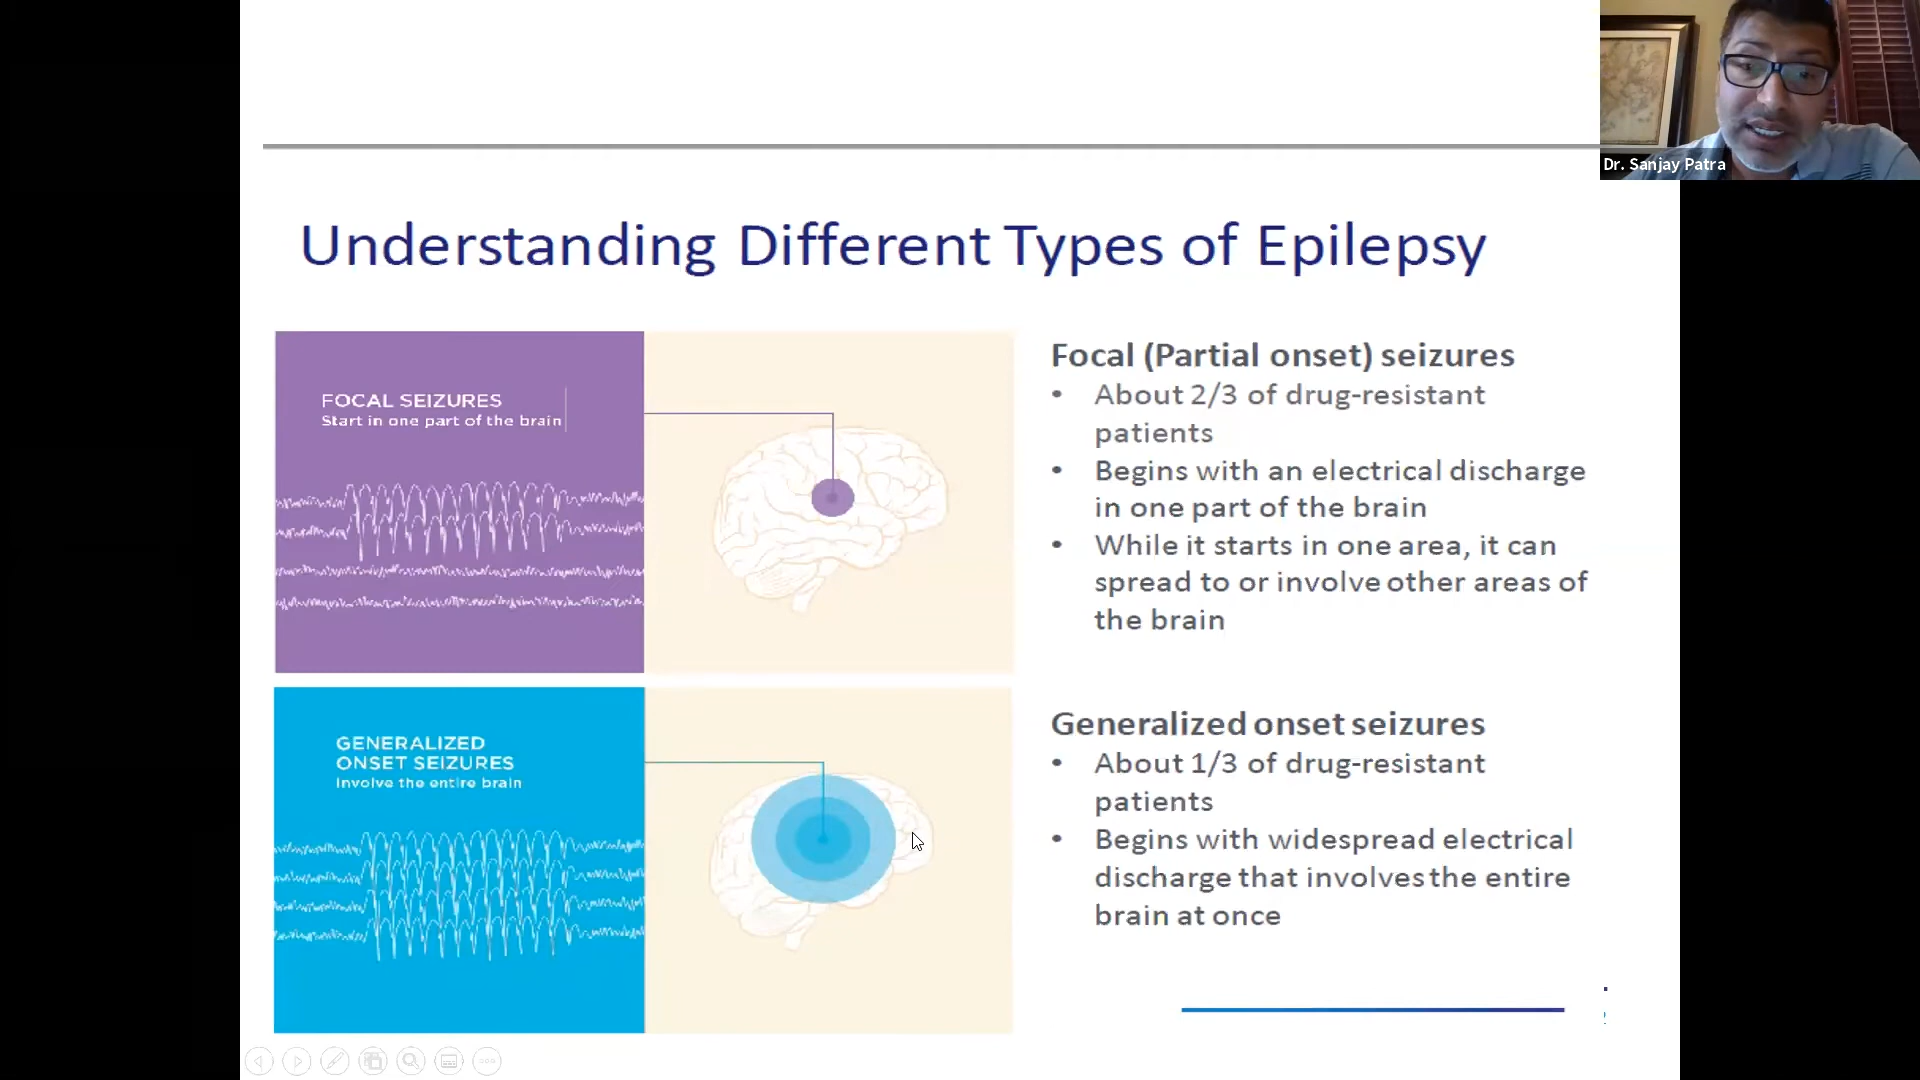 Dr. Sanjay Patra
Understanding Different Types of Epilepsy
FOCAL SEIZURES
Start in one part of the brain
Focal (Partial onset) seizures
• About 2/3 of drug-resistant
patients
• Begins with an electrical discharge
in one part of the brain
• While it starts in one area, it can
spread to or involve other areas of
the brain
GENERALIZED
ONSET SEIZURES
Involve the entire brain
Generalized onset seizures
• About 1/3 of drug-resistant
patients
• Begins with widespread electrical
discharge that involves the entire
brain at once